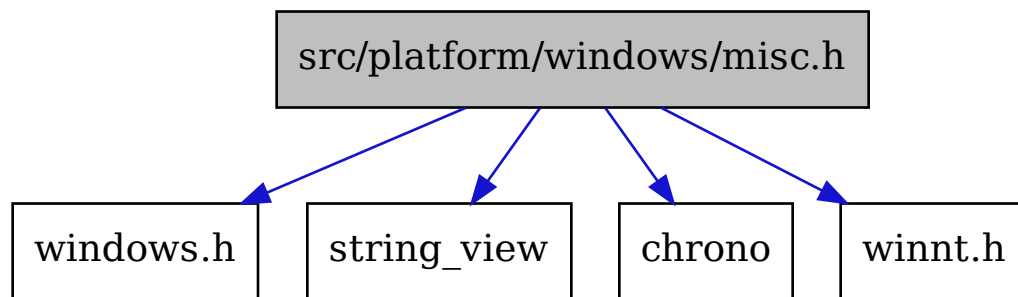 src/platform/windows/misc.h
windows.h
string_view
chrono
winnt.h